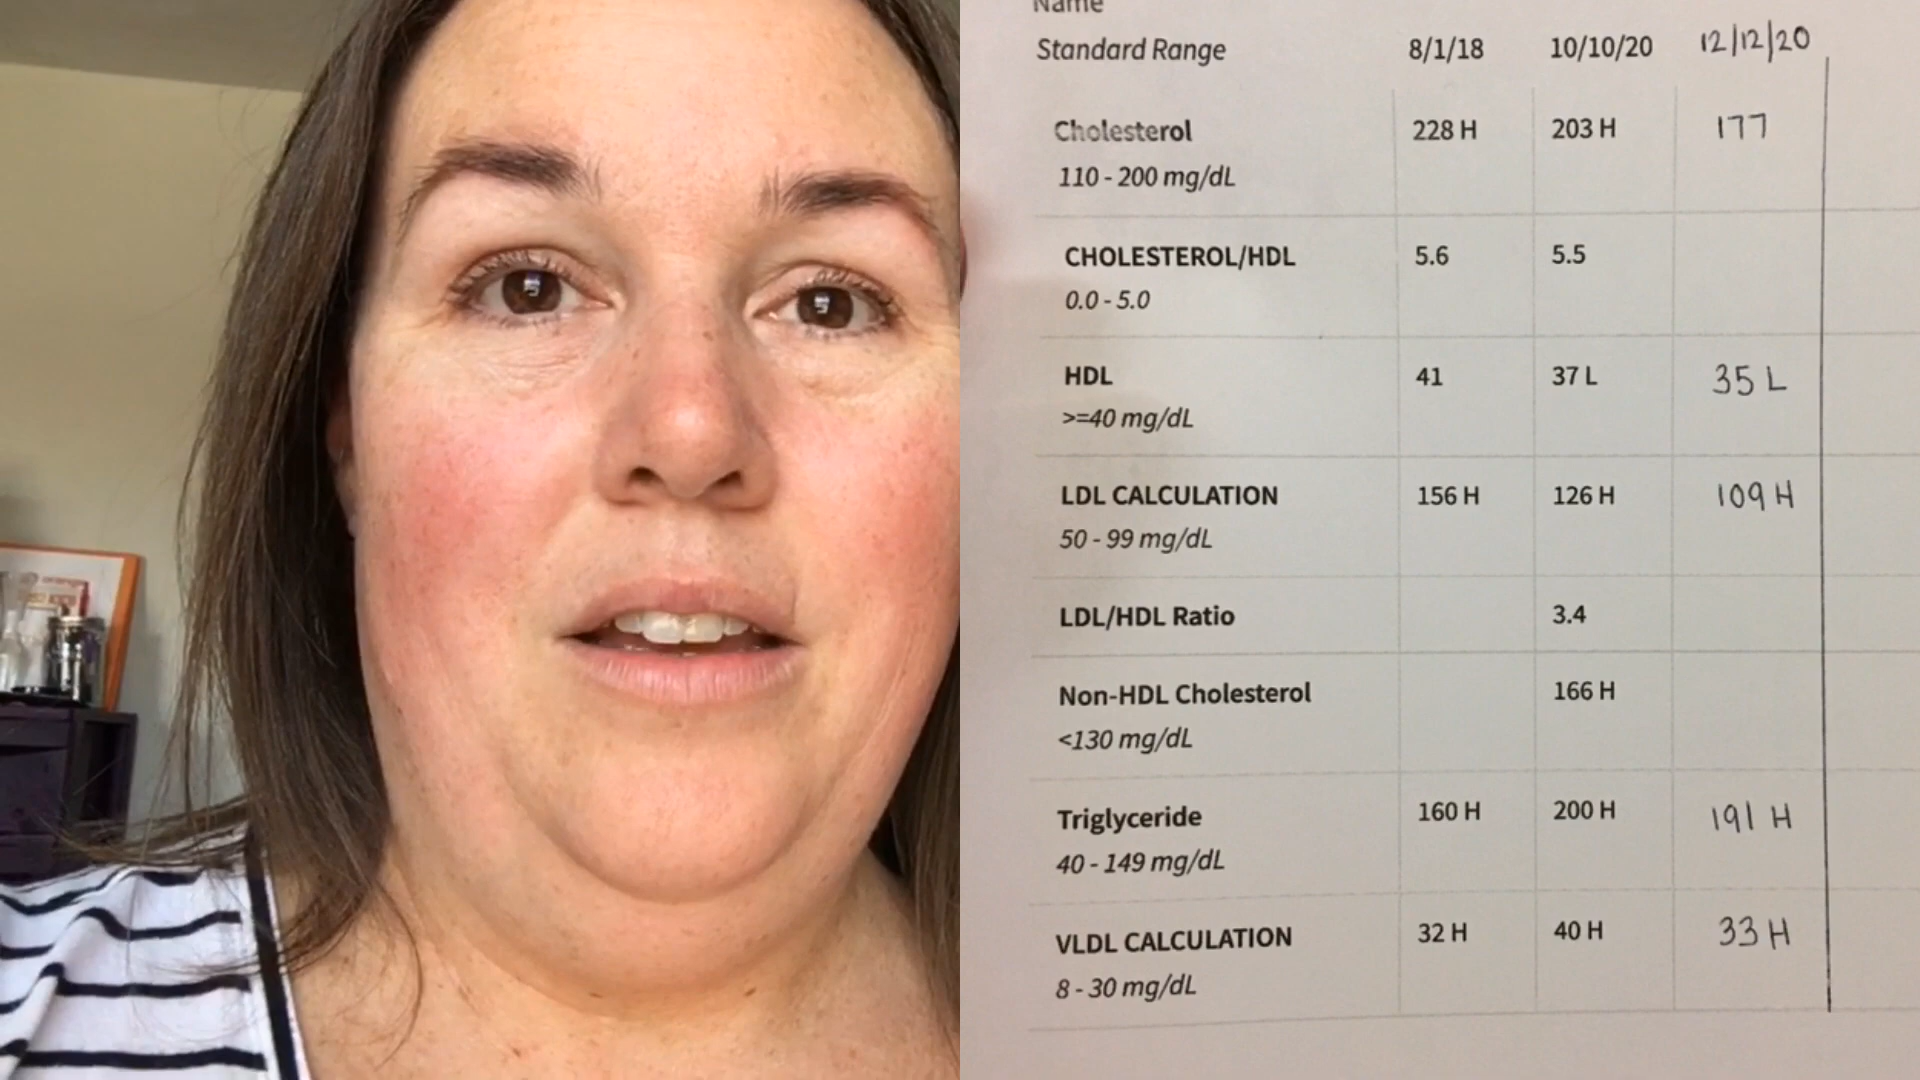 Name
Standard Range 8/1/18 10/10/20 12/12/20
Cholesterol 228 H 203 H 177
110 - 200 mg/dL
CHOLESTEROL/HDL 5.6 5.5
0.0 - 5.0
HDL 41 37 L 35 L
>=40 mg/dL
LDL CALCULATION 156 H 126 H 109 H
50 - 99 mg/dL
LDL/HDL Ratio 3.4
Non-HDL Cholesterol 166 H
<130 mg/dL
Triglyceride 160 H 200 H 191 H
40 - 149 mg/dL
VLDL CALCULATION 32 H 40 H 33 H
8 - 30 mg/dL